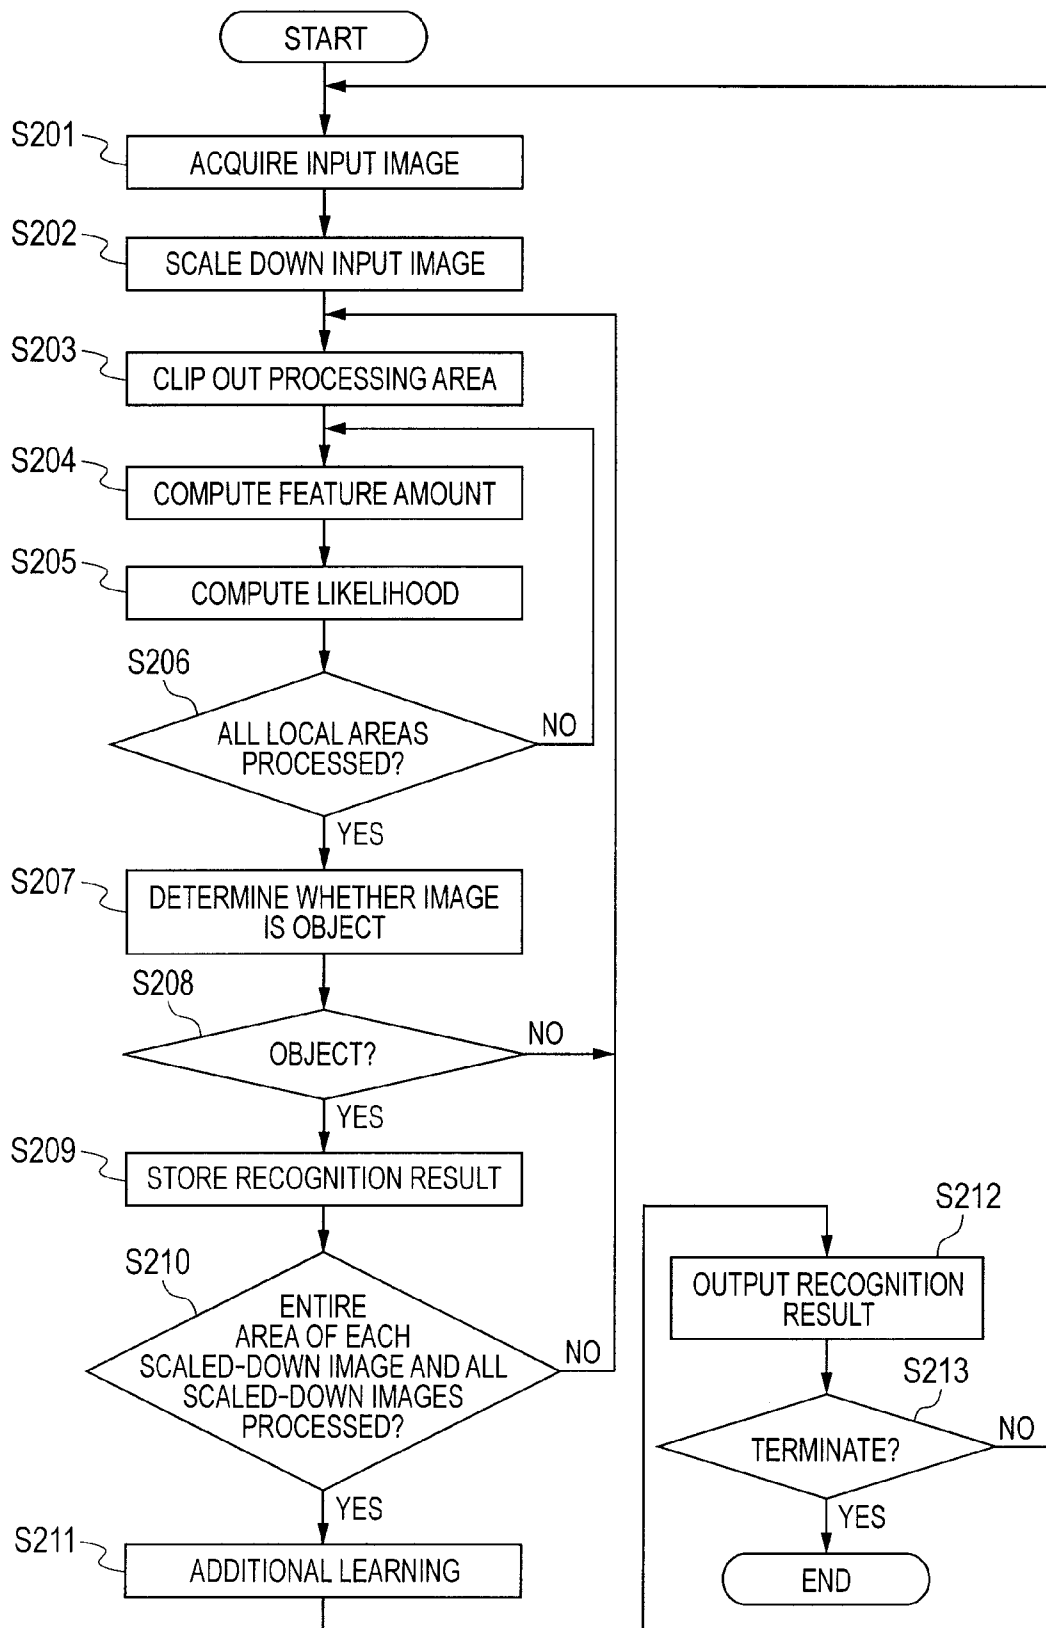 START
S201
ACQUIRE INPUT IMAGE
S202
SCALE DOWN INPUT IMAGE
S203
CLIP OUT PROCESSING AREA
S204
COMPUTE FEATURE AMOUNT
S205
COMPUTE LIKELIHOOD
S206
ALL LOCAL AREAS
PROCESSED?
NO
YES
S207
DETERMINE WHETHER IMAGE
IS OBJECT
S208
OBJECT?
NO
YES
S209
STORE RECOGNITION RESULT
S210
ENTIRE
AREA OF EACH
SCALED-DOWN IMAGE AND ALL
SCALED-DOWN IMAGES
PROCESSED?
NO
YES
S211
ADDITIONAL LEARNING
S212
OUTPUT RECOGNITION
RESULT
S213
TERMINATE?
NO
YES
END